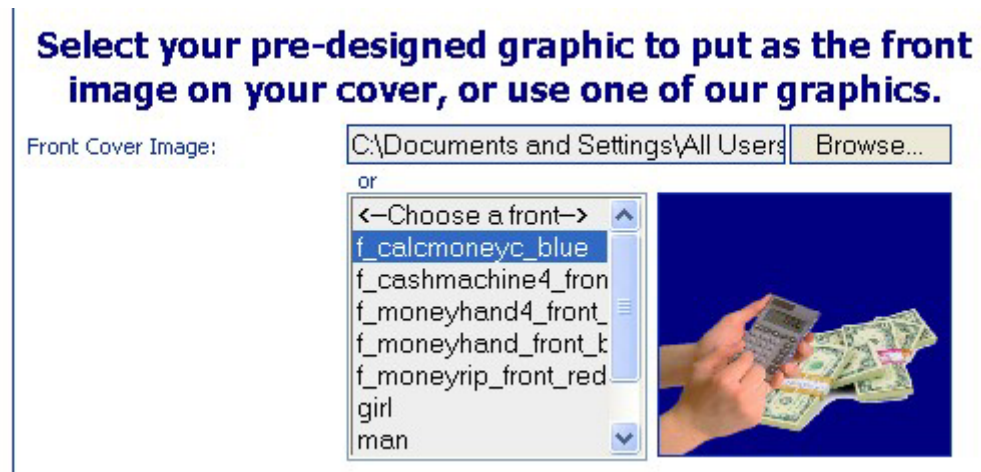 Select your pre-designed graphic to put as the front
image on your cover, or use one of our graphics.
Front Cover Image: C:\Documents and Settings\All Users Browse...
or
<--Choose a front-->
f_calcmoneyc_blue
f_cashmachine4_fron
f_moneyhand4_front_
f_moneyhand_front_b
f_moneyrip_front_red
girl
man